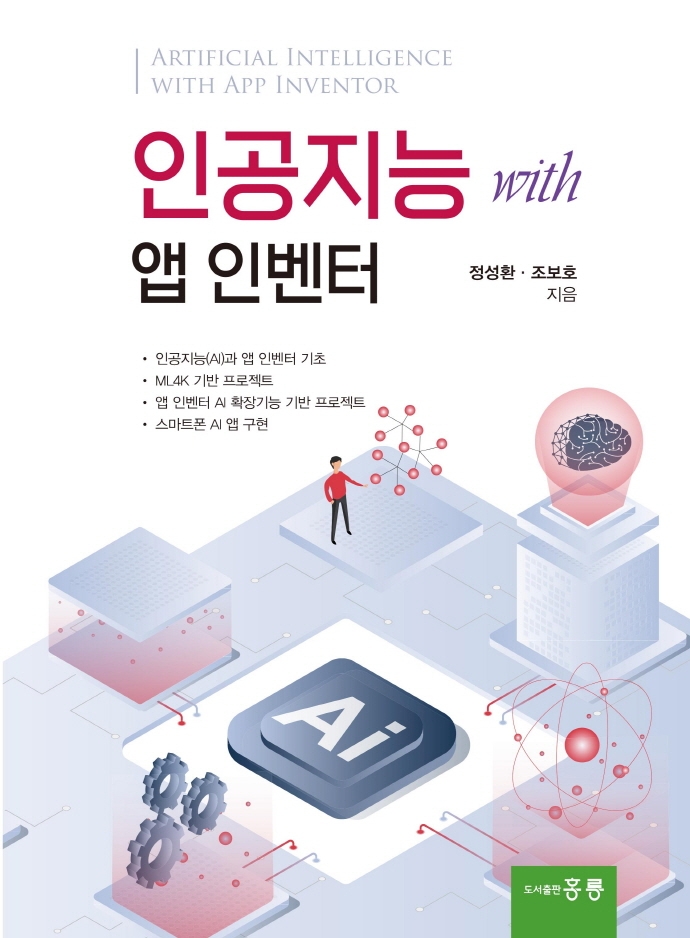 ARTIFICIAL INTELLIGENCE
WITH APP INVENTOR
인공지능 with
앱 인벤터
정성환 · 조보호
지음
• 인공지능(AI)과 앱 인벤터 기초
• ML4K 기반 프로젝트
• 앱 인벤터 AI 확장기능 기반 프로젝트
• 스마트폰 AI 앱 구현
Ai
도서출판 홍릉